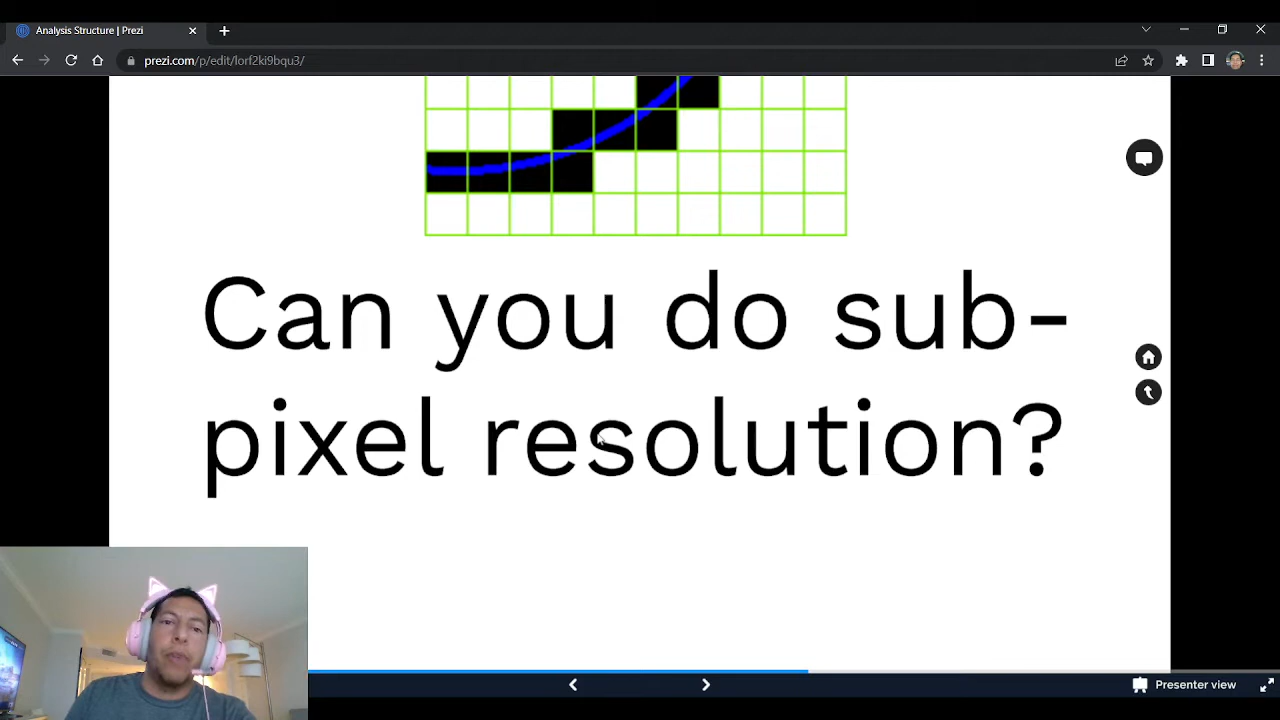 Analysis Structure | Prezi
prezi.com/p/edit/lorf2ki9bqu3/
Can you do sub-
pixel resolution?
Presenter view